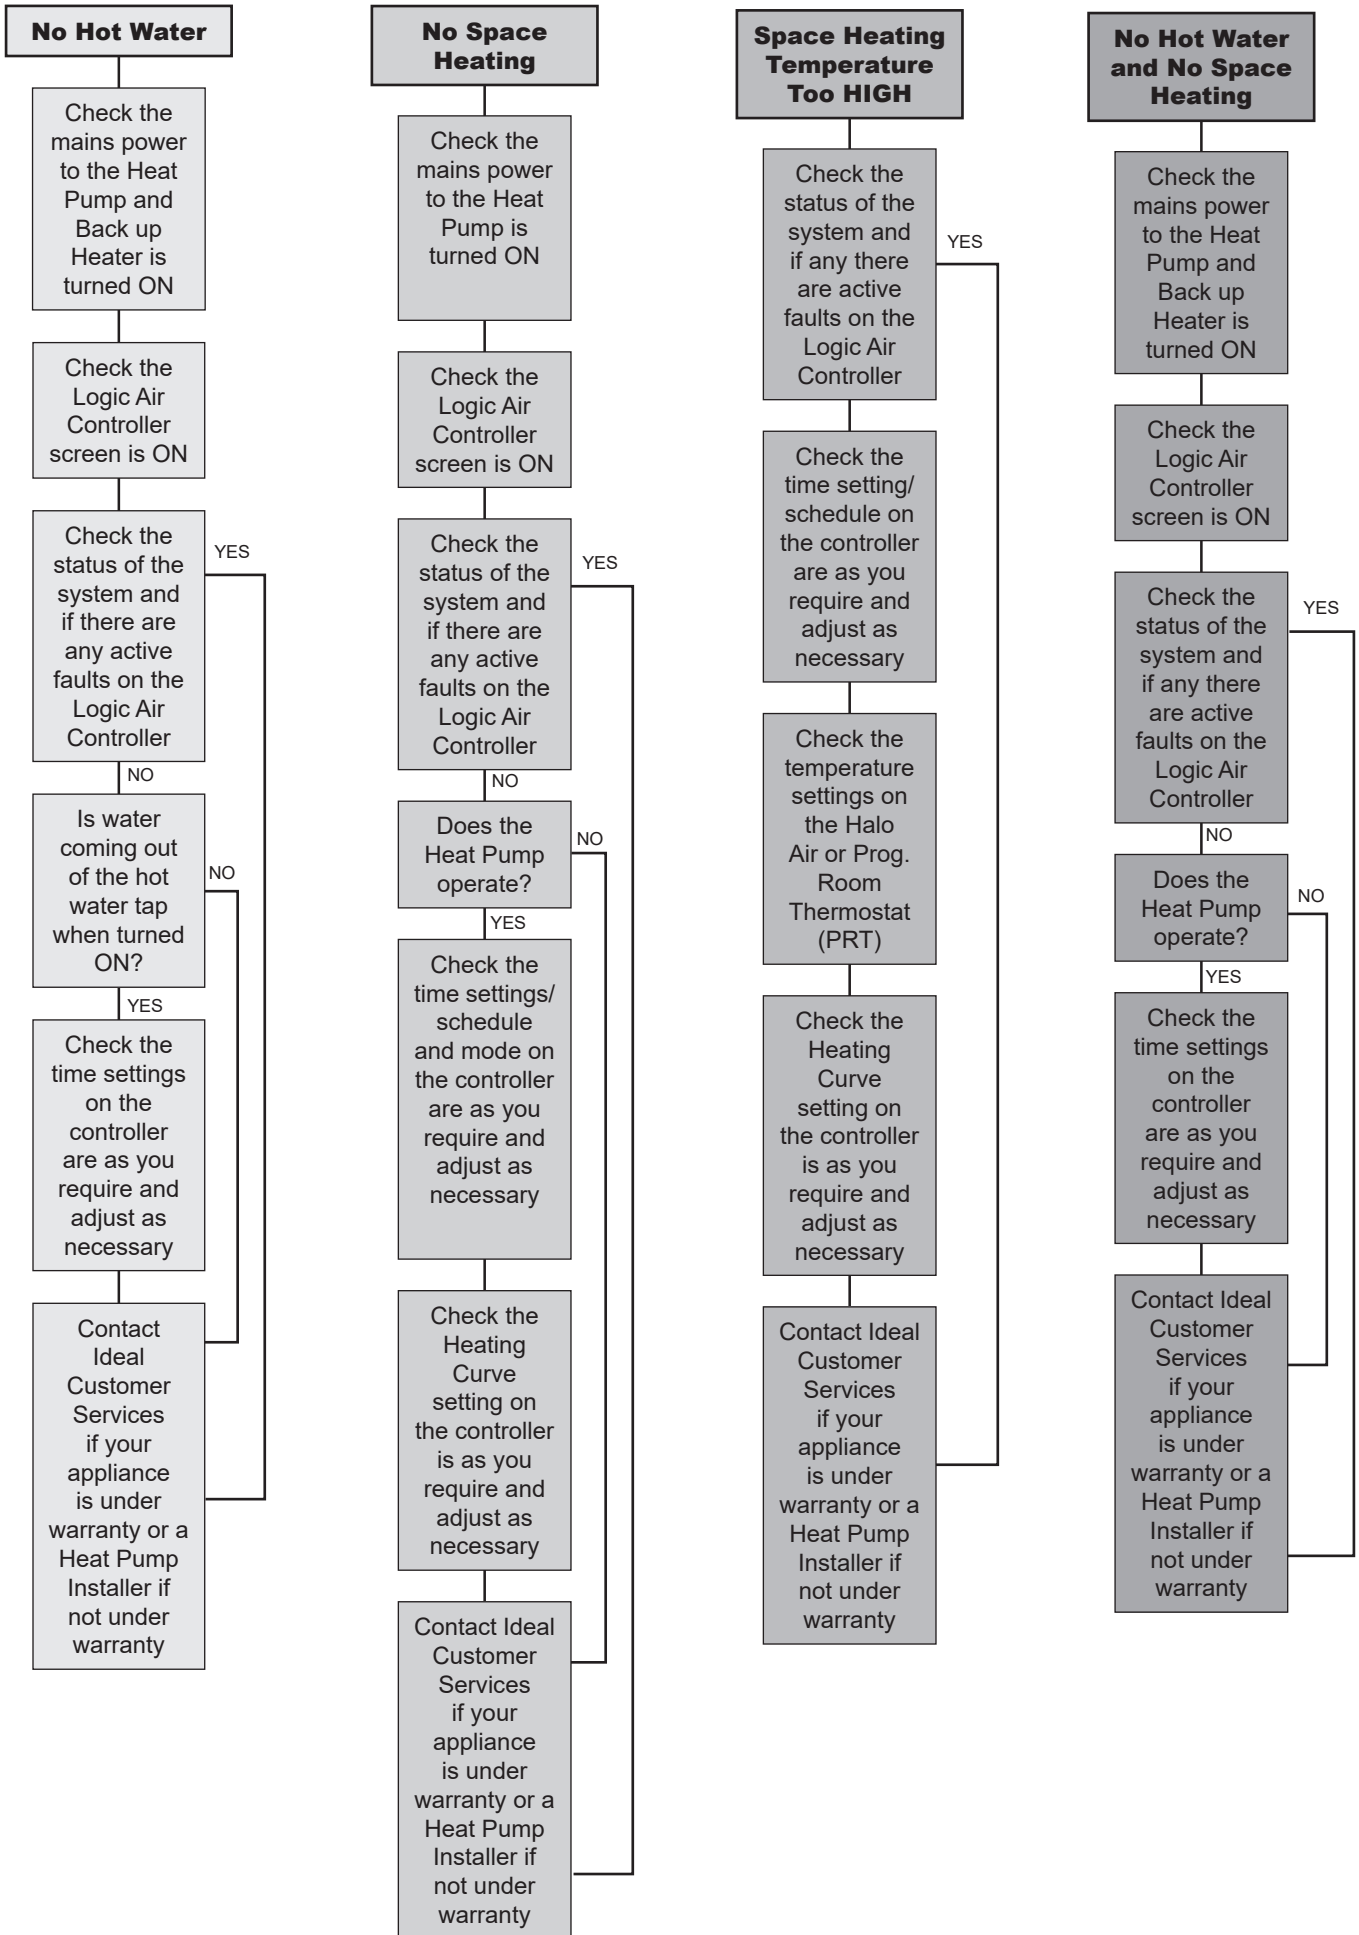 No Hot Water
Check the
mains power
to the Heat
Pump and
Back up
Heater is
turned ON
Check the
Logic Air
Controller
screen is ON
Check the
status of the
system and
if there are
any active
faults on the
Logic Air
Controller
YES
NO
Is water
coming out
of the hot
water tap
when turned
ON?
NO
YES
Check the
time settings
on the
controller
are as you
require and
adjust as
necessary
Contact
Ideal
Customer
Services
if your
appliance
is under
warranty or a
Heat Pump
Installer if
not under
warranty
No Space
Heating
Check the
mains power
to the Heat
Pump is
turned ON
Check the
Logic Air
Controller
screen is ON
Check the
status of the
system and
if there are
any active
faults on the
Logic Air
Controller
YES
NO
Does the
Heat Pump
operate?
NO
YES
Check the
time settings/
schedule
and mode on
the controller
are as you
require and
adjust as
necessary
Check the
Heating
Curve
setting on
the controller
is as you
require and
adjust as
necessary
Contact Ideal
Customer
Services
if your
appliance
is under
warranty or a
Heat Pump
Installer if
not under
warranty
Space Heating
Temperature
Too HIGH
Check the
status of the
system and
if any there
are active
faults on the
Logic Air
Controller
YES
Check the
time setting/
schedule on
the controller
are as you
require and
adjust as
necessary
Check the
temperature
settings on
the Halo
Air or Prog.
Room
Thermostat
(PRT)
Check the
Heating
Curve
setting on
the controller
is as you
require and
adjust as
necessary
Contact Ideal
Customer
Services
if your
appliance
is under
warranty or a
Heat Pump
Installer if
not under
warranty
No Hot Water
and No Space
Heating
Check the
mains power
to the Heat
Pump and
Back up
Heater is
turned ON
Check the
Logic Air
Controller
screen is ON
Check the
status of the
system and
if any there
are active
faults on the
Logic Air
Controller
YES
NO
Does the
Heat Pump
operate?
NO
YES
Check the
time settings
on the
controller
are as you
require and
adjust as
necessary
Contact Ideal
Customer
Services
if your
appliance
is under
warranty or a
Heat Pump
Installer if
not under
warranty